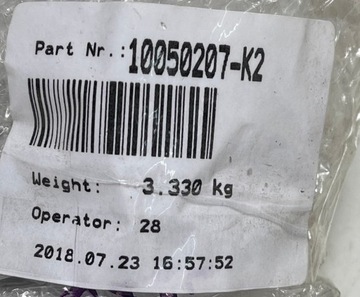 Part Nr.:10050207-K2
Weight: 3.330 kg
Operator: 28
2018.07.23 16:57:52